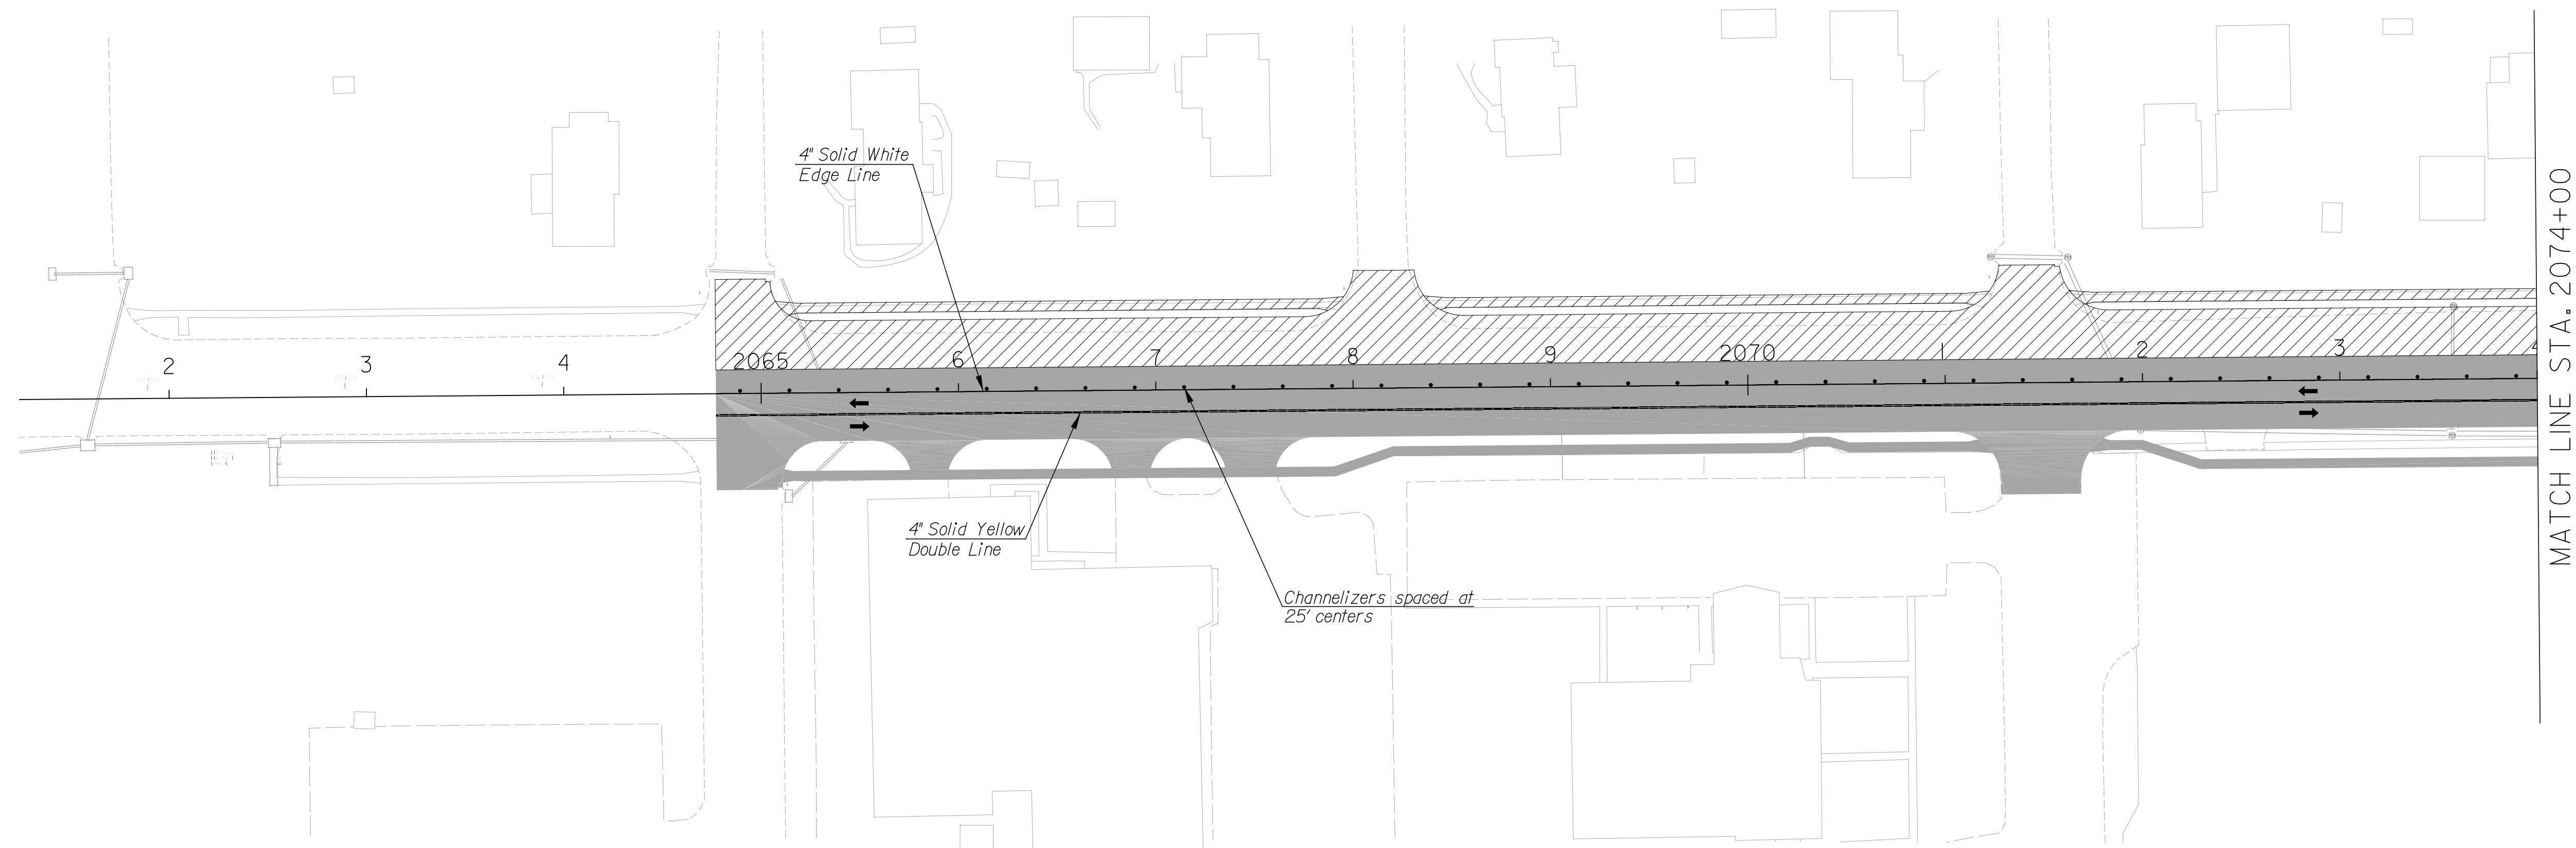 4" Solid White
Edge Line
2
3
4
2065
6
7
8
9
2070
1
2
3
4" Solid Yellow
Double Line
Channelizers spaced at
25' centers
MATCH LINE STA. 2074+00